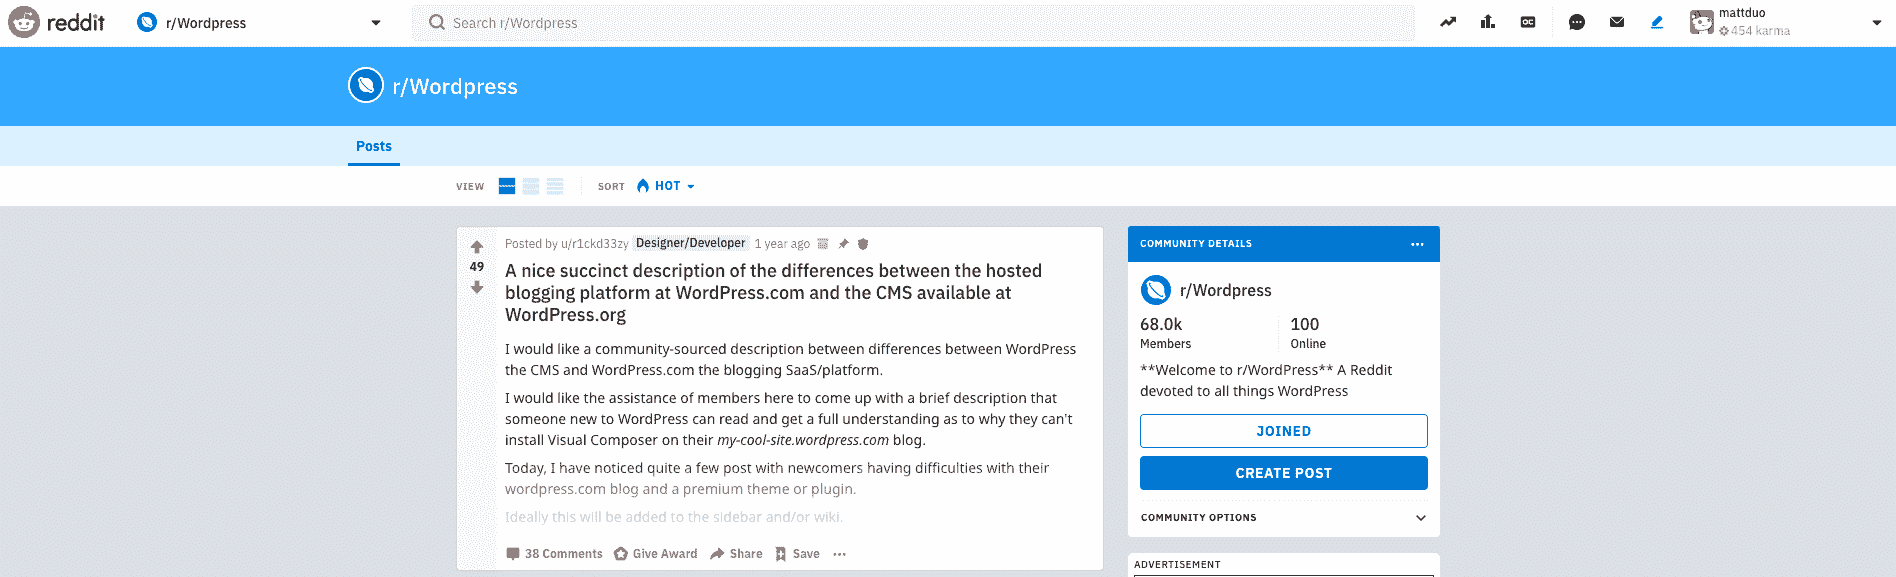 reddit
r/Wordpress
Search r/Wordpress
mattduo
454 karma
r/Wordpress
Posts
VIEW
SORT
HOT
49
Posted by u/r1ckd33zy Designer/Developer 1 year ago
A nice succinct description of the differences between the hosted
blogging platform at WordPress.com and the CMS available at
WordPress.org
I would like a community-sourced description between differences between WordPress
the CMS and WordPress.com the blogging SaaS/platform.
I would like the assistance of members here to come up with a brief description that
someone new to WordPress can read and get a full understanding as to why they can't
install Visual Composer on their my-cool-site.wordpress.com blog.
Today, I have noticed quite a few post with newcomers having difficulties with their
wordpress.com blog and a premium theme or plugin.
Ideally this will be added to the sidebar and/or wiki.
38 Comments Give Award Share Save ...
COMMUNITY DETAILS
r/Wordpress
68.0k 100
Members Online
**Welcome to r/WordPress** A Reddit
devoted to all things WordPress
JOINED
CREATE POST
COMMUNITY OPTIONS
ADVERTISEMENT